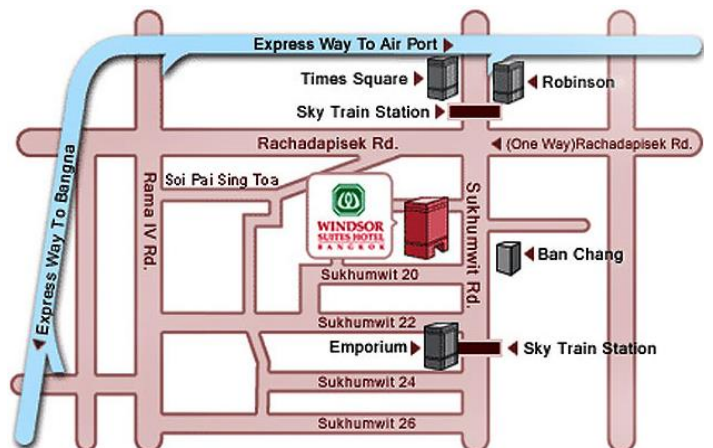 Express Way To Air Port
Times Square
Robinson
Sky Train Station
Rachadapisek Rd.
(One Way)Rachadapisek Rd.
Soi Pai Sing Toa
Express Way To Bangna
Rama IV Rd.
WINDSOR
SUITES HOTEL
BANGKOK
Sukhumwit Rd.
Ban Chang
Sukhumwit 20
Sukhumwit 22
Emporium
Sky Train Station
Sukhumwit 24
Sukhumwit 26